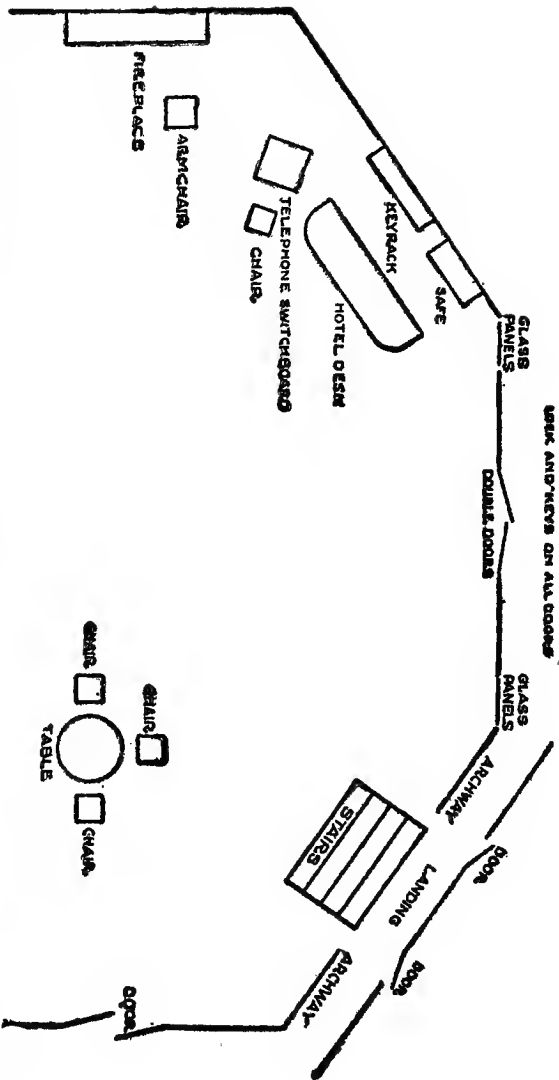 LOCK AND KEYS ON ALL DOORS
GLASS
PANELS
DOUBLE DOORS
GLASS
PANELS
ARCHWAY
DOOR
LANDING
DOOR
STAIRS
ARCHWAY
DOOR
SAFE
KEYRACK
HOTEL DESK
TELEPHONE SWITCHBOARD
CHAIR
ARMCHAIR
FIREPLACE
CHAIR
CHAIR
TABLE
CHAIR